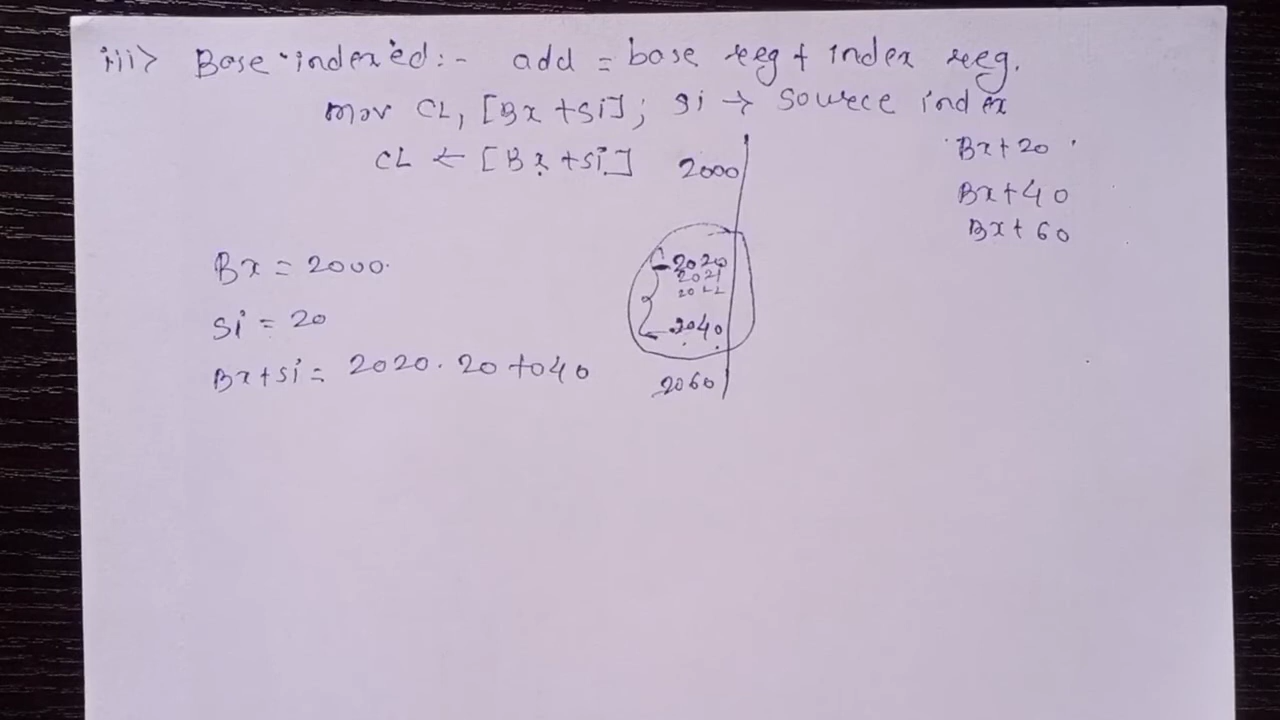 iii> Base indexed:- add = base reg + index reg.
mov CL, [Bx + Si]; Si → Source index
CL ← [Bx + Si]
2000
Bx + 20
Bx + 40
Bx + 60
Bx = 2000.
Si = 20
Bx + Si = 2020. 20 to 40
2020
2021
2022
2040
2060